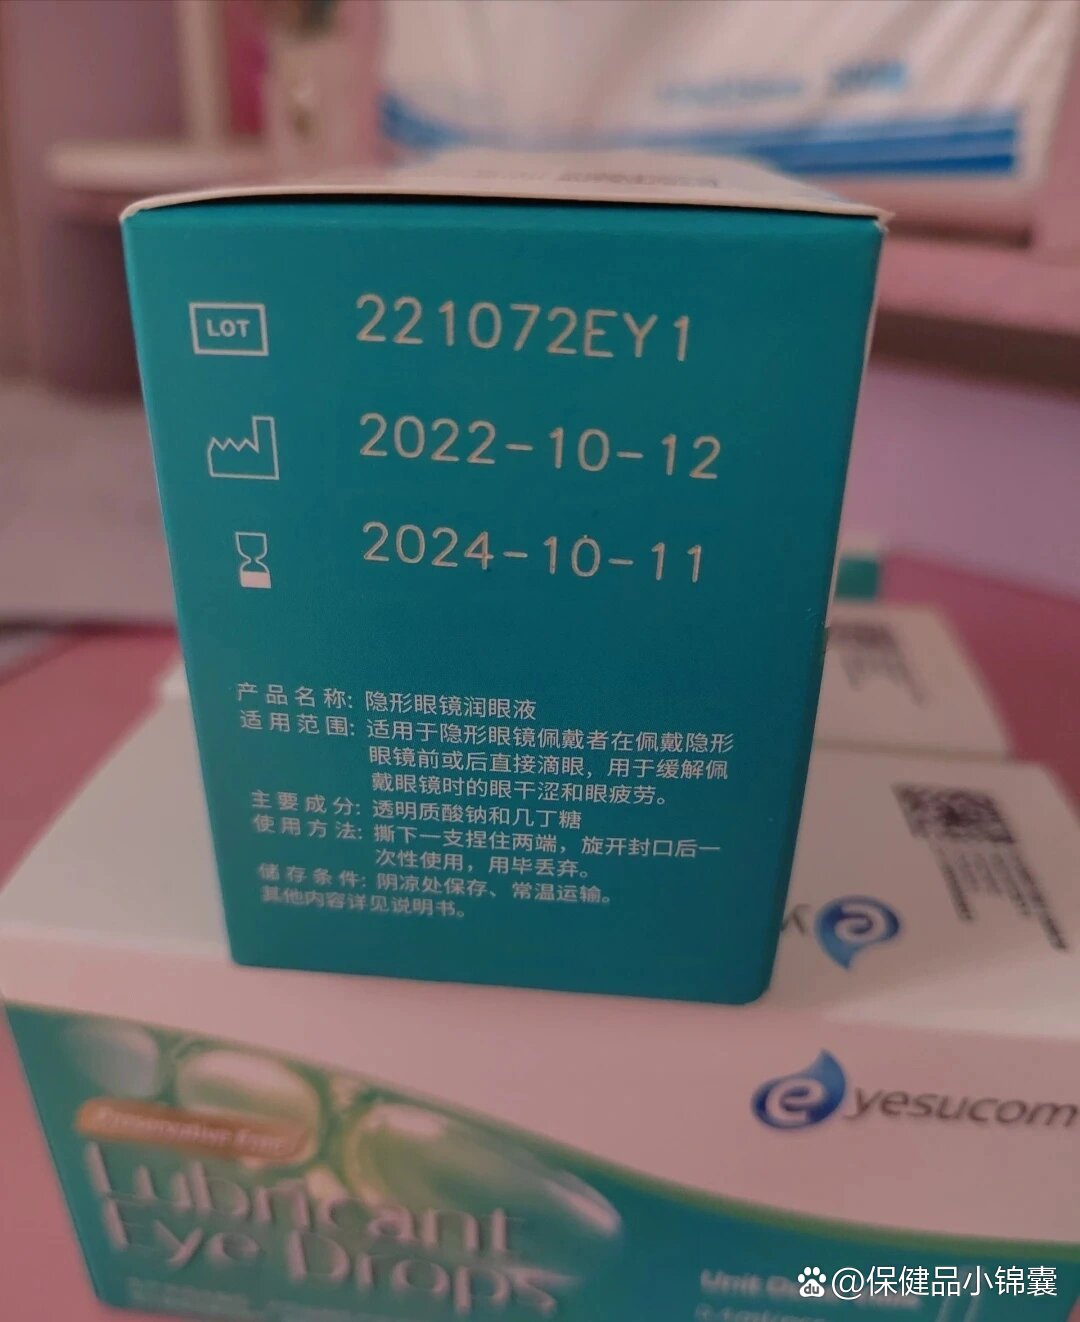 LOT 221072EY1
2022-10-12
2024-10-11
产品名称: 隐形眼镜润眼液
适用范围: 适用于隐形眼镜佩戴者在佩戴隐形
眼镜前或后直接滴眼，用于缓解佩
戴眼镜时的眼干涩和眼疲劳。
主要成分: 透明质酸钠和几丁糖
使用方法: 撕下一支捏住两端，旋开封口后一
次性使用，用毕丢弃。
储存条件: 阴凉处保存、常温运输。
其他内容详见说明书。
eyesucom
Preservative Free
Lubricant
Eye Drops
@保健品小锦囊